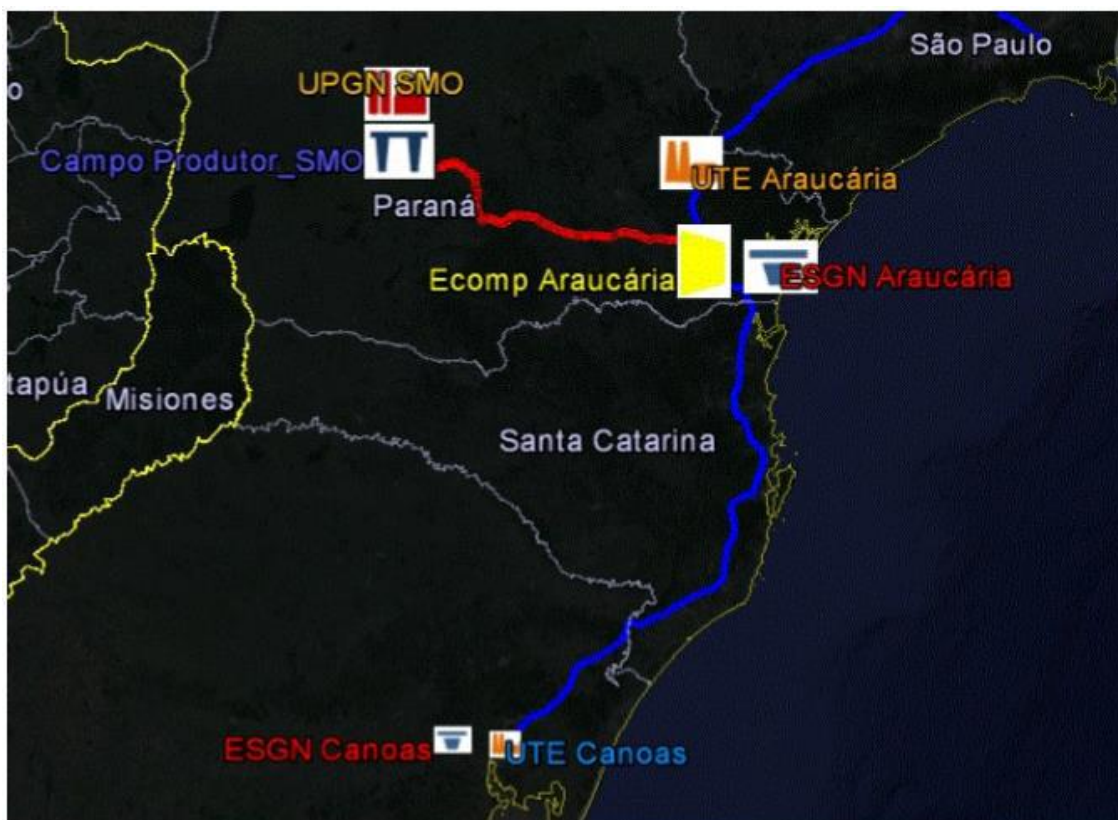 São Paulo
o
UPGN SMO
Campo Produtor_SMO
UTE Araucária
Paraná
Ecomp Araucária
ESGN Araucária
tapúa
Misiones
Santa Catarina
ESGN Canoas
UTE Canoas